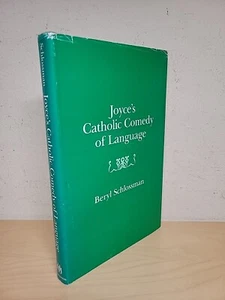 Joyce's
Catholic Comedy
of Language
Beryl Schlossman
Schlossman
Joyce's Catholic Comedy of Language